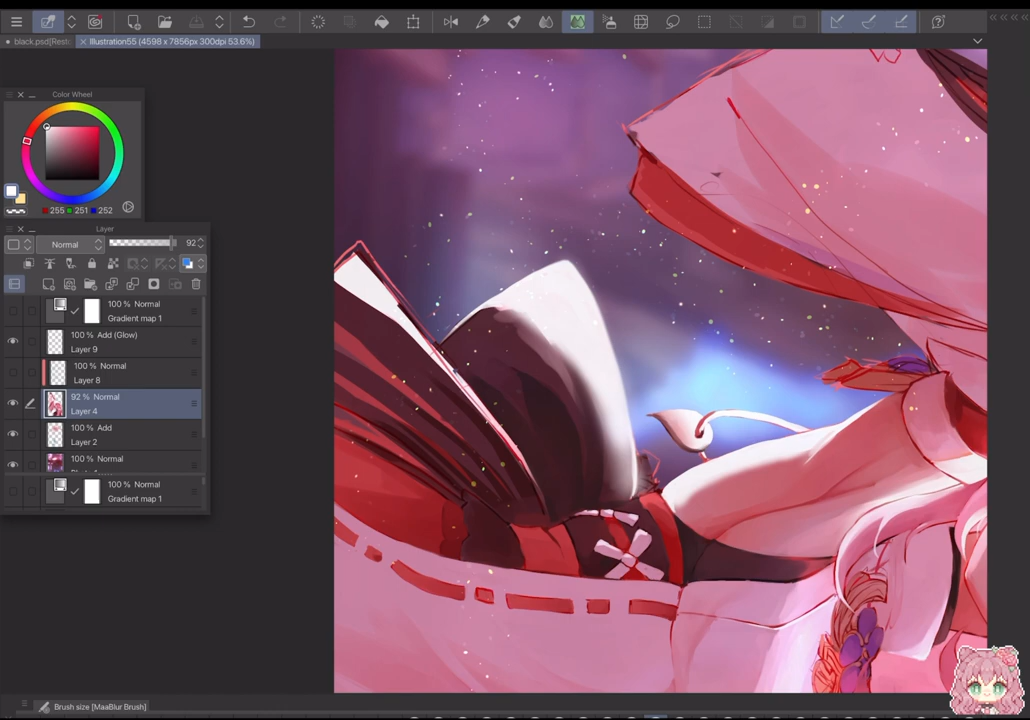 black.psd[Rest
Illustration55 (4598 x 7856px 300dpi 53.6%)
Color Wheel
255 251 252
Layer
Normal 92
100 % Normal
Gradient map 1
100 % Add (Glow)
Layer 9
100 % Normal
Layer 8
92 % Normal
Layer 4
100 % Add
Layer 2
100 % Normal
100 % Normal
Gradient map 1
Brush size [MaaBlur Brush]